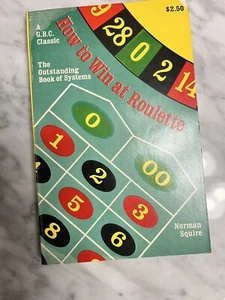 $2.50
A
G.B.C.
Classic
The
Outstanding
Book of Systems
How to Win at Roulette
9 28 0 2 14
0
00
1
2
3
5
6
8
Norman
Squire